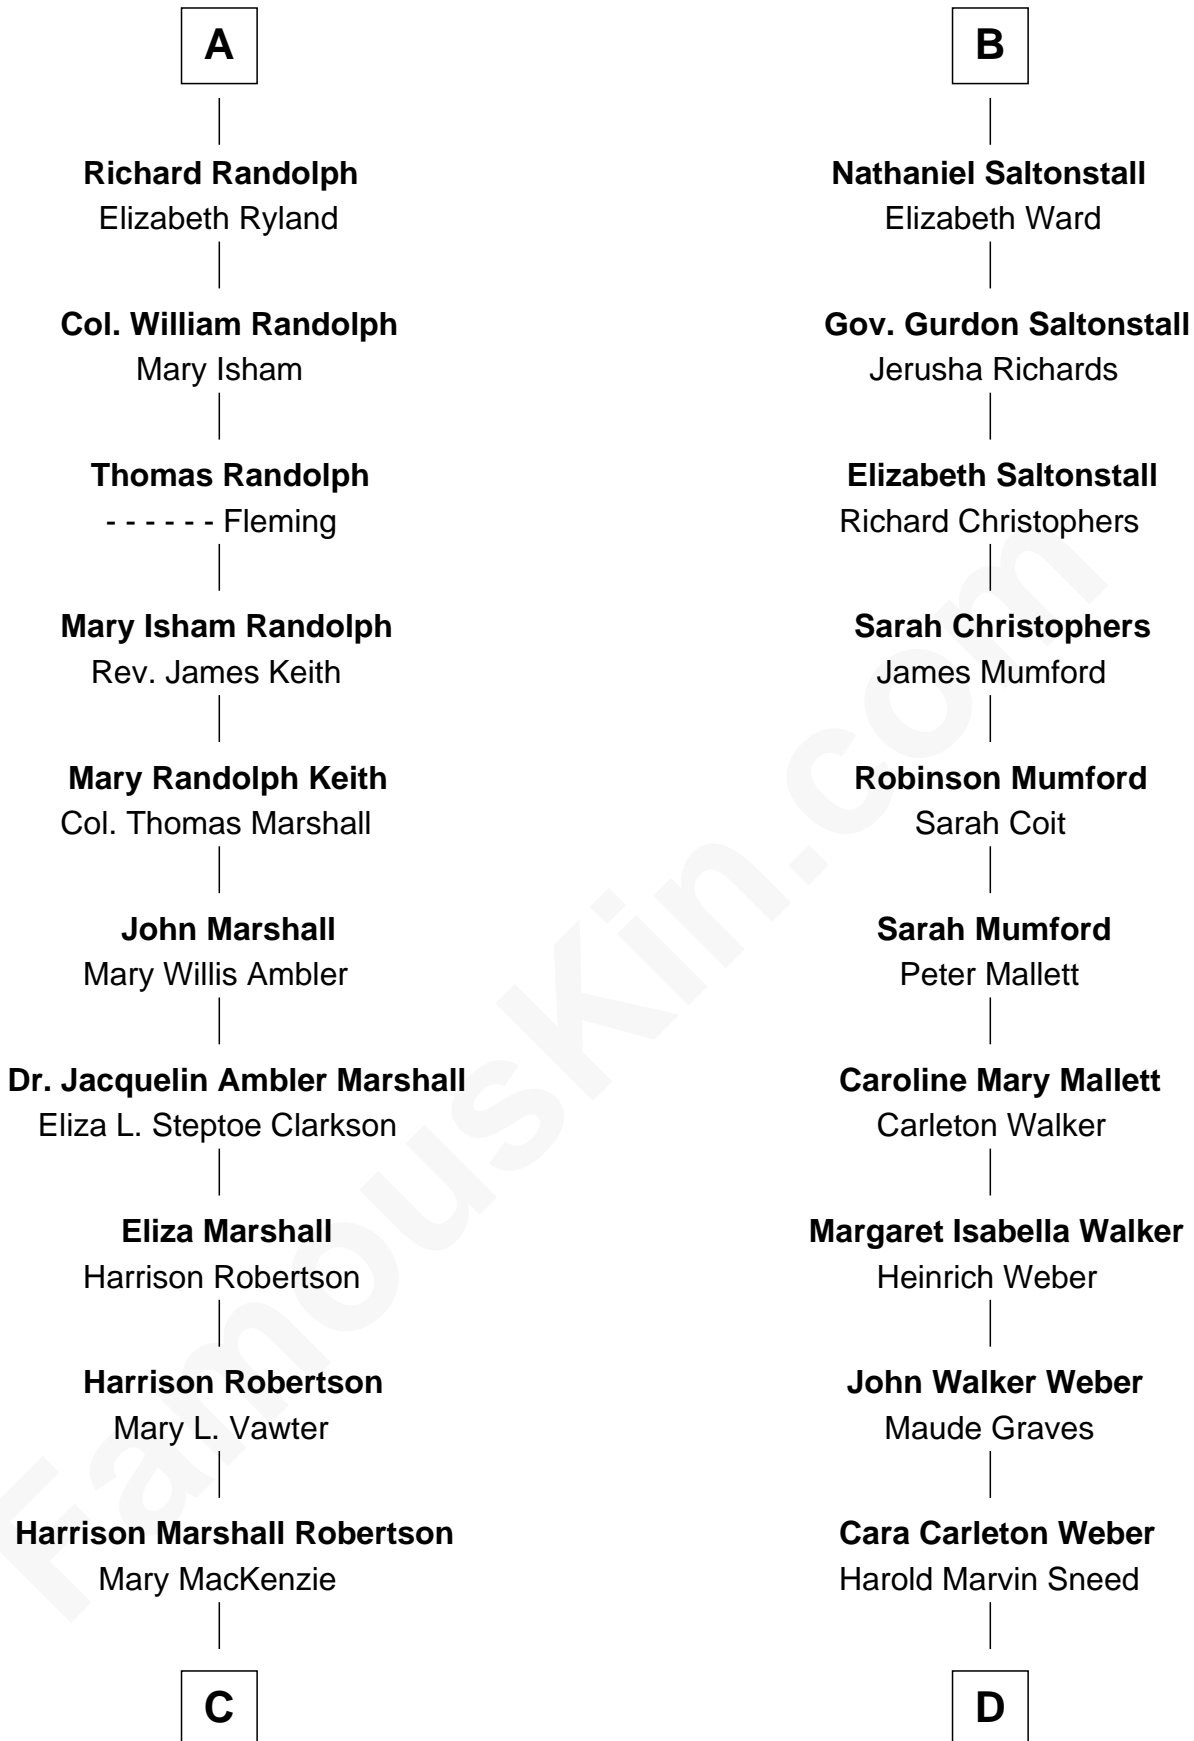 A
Richard Randolph
Elizabeth Ryland
Col. William Randolph
Mary Isham
Thomas Randolph
- - - - - - Fleming
Mary Isham Randolph
Rev. James Keith
Mary Randolph Keith
Col. Thomas Marshall
John Marshall
Mary Willis Ambler
Dr. Jacquelin Ambler Marshall
Eliza L. Steptoe Clarkson
Eliza Marshall
Harrison Robertson
Harrison Robertson
Mary L. Vawter
Harrison Marshall Robertson
Mary MacKenzie
C
B
Nathaniel Saltonstall
Elizabeth Ward
Gov. Gurdon Saltonstall
Jerusha Richards
Elizabeth Saltonstall
Richard Christophers
Sarah Christophers
James Mumford
Robinson Mumford
Sarah Coit
Sarah Mumford
Peter Mallett
Caroline Mary Mallett
Carleton Walker
Margaret Isabella Walker
Heinrich Weber
John Walker Weber
Maude Graves
Cara Carleton Weber
Harold Marvin Sneed
D
FamousKin.com